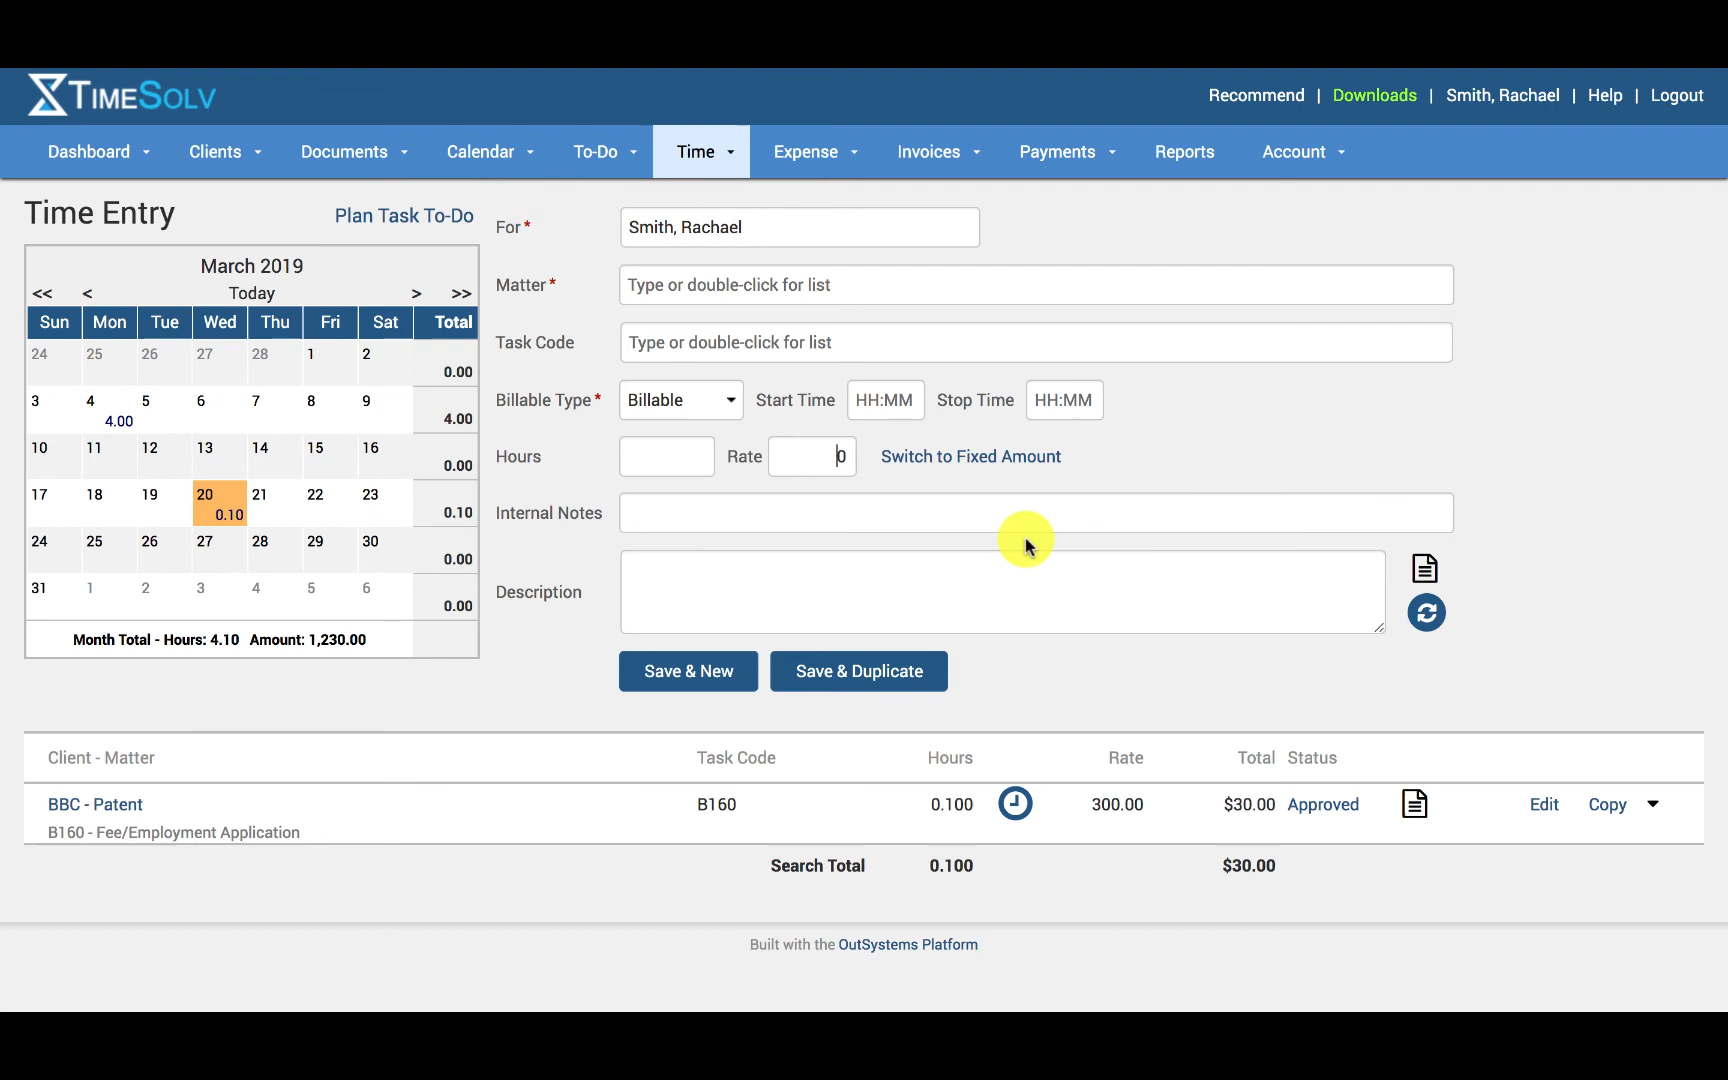 TIMESOLV
Recommend | Downloads | Smith, Rachael | Help | Logout
Dashboard Clients Documents Calendar To-Do Time Expense Invoices Payments Reports Account
Time Entry Plan Task To-Do
March 2019
<< < Today > >>
Sun Mon Tue Wed Thu Fri Sat Total
24 25 26 27 28 1 2
0.00
3 4 5 6 7 8 9
4.00 4.00
10 11 12 13 14 15 16
0.00
17 18 19 20 21 22 23
0.10 0.10
24 25 26 27 28 29 30
0.00
31 1 2 3 4 5 6
0.00
Month Total - Hours: 4.10 Amount: 1,230.00
For* Smith, Rachael
Matter* Type or double-click for list
Task Code Type or double-click for list
Billable Type* Billable Start Time HH:MM Stop Time HH:MM
Hours Rate 0 Switch to Fixed Amount
Internal Notes
Description
Save & New Save & Duplicate
Client - Matter Task Code Hours Rate Total Status
BBC - Patent B160 0.100 300.00 $30.00 Approved Edit Copy
B160 - Fee/Employment Application
Search Total 0.100 $30.00
Built with the OutSystems Platform